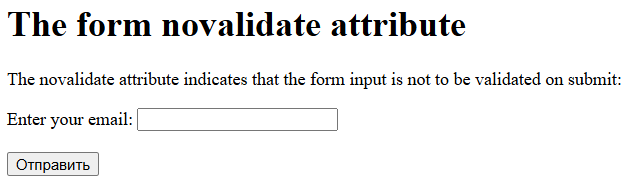 The form novalidate attribute
The novalidate attribute indicates that the form input is not to be validated on submit:
Enter your email:
Отправить